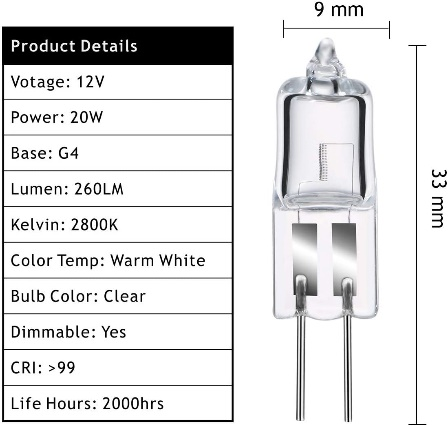 9 mm
Product Details
Votage: 12V
Power: 20W
Base: G4
Lumen: 260LM
Kelvin: 2800K
Color Temp: Warm White
Bulb Color: Clear
Dimmable: Yes
CRI: >99
Life Hours: 2000hrs
33 mm